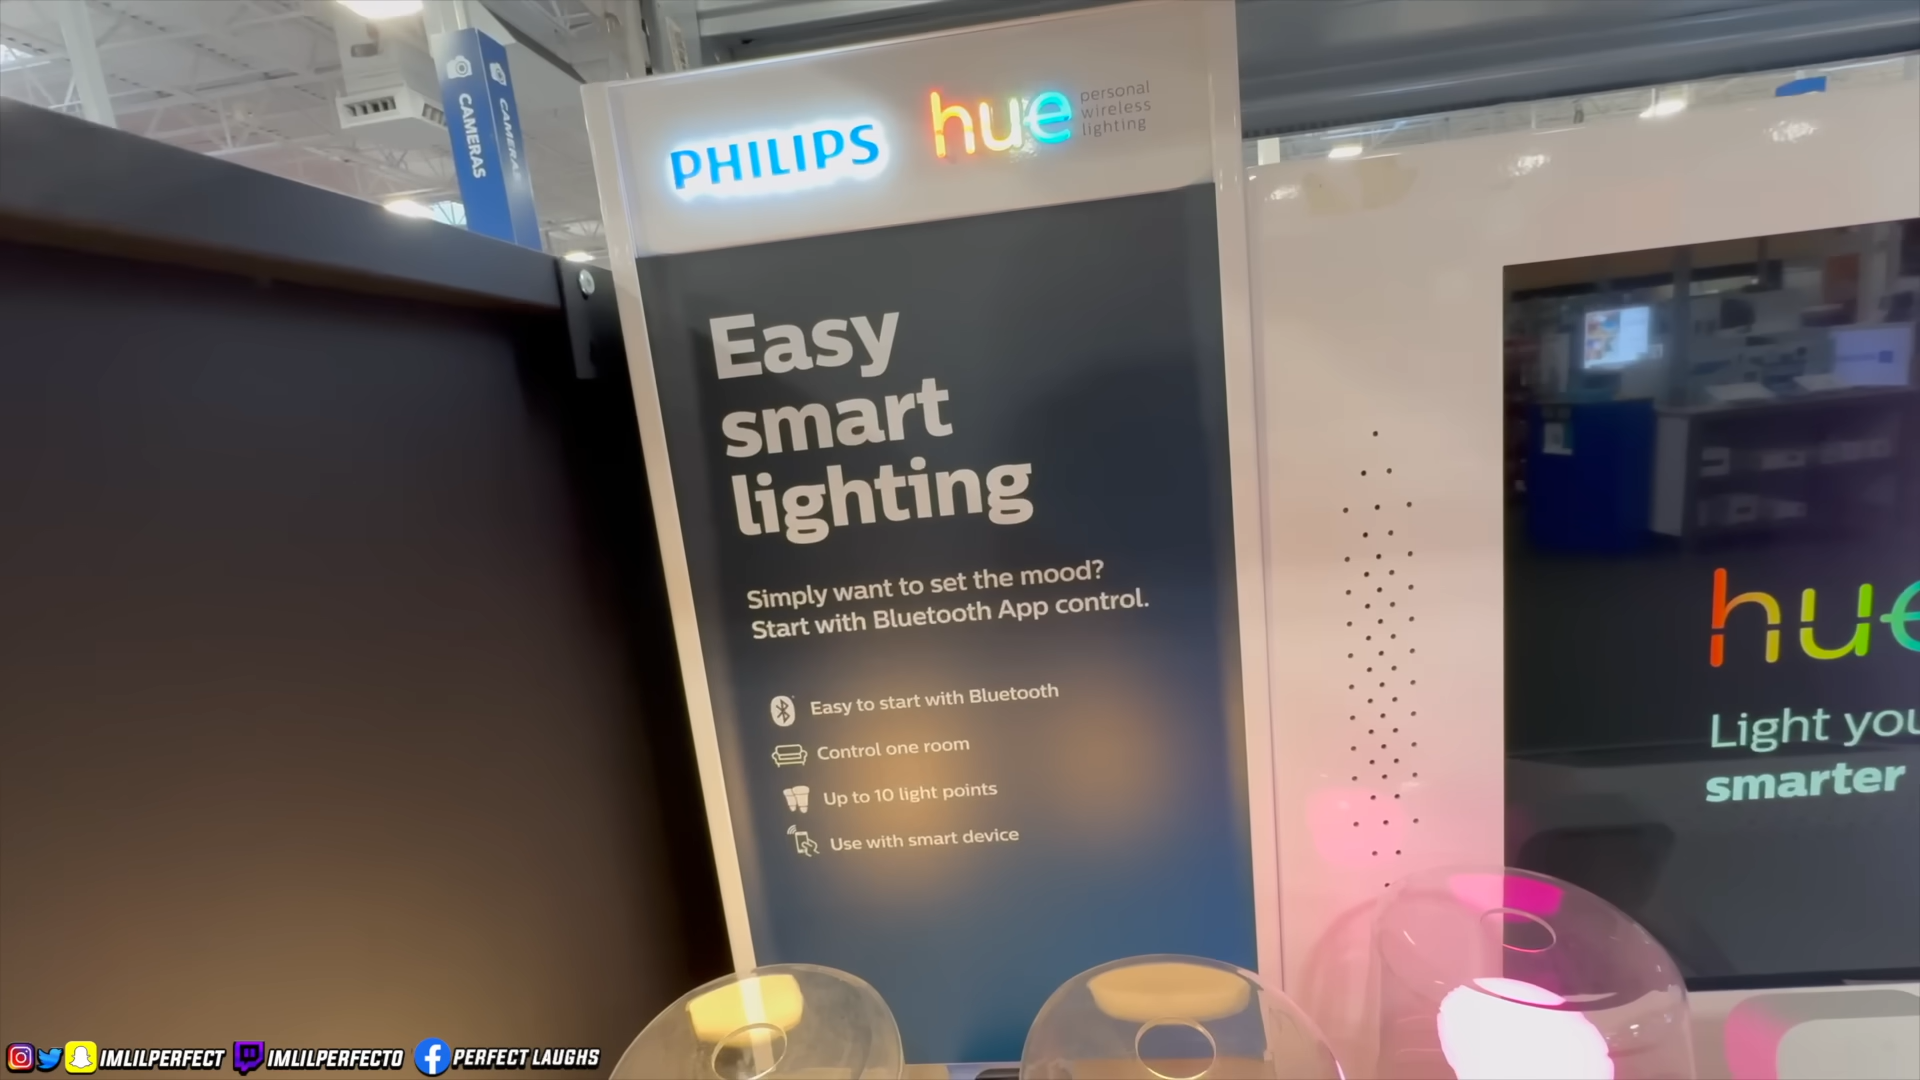 CAMERAS
CAMERAS
PHILIPS
hue
personal
wireless
lighting
Easy
smart
lighting
Simply want to set the mood?
Start with Bluetooth App control.
Easy to start with Bluetooth
Control one room
Up to 10 light points
Use with smart device
hue
Light you
smarter
IMLILPERFECT
IMLILPERFECTO
PERFECT LAUGHS